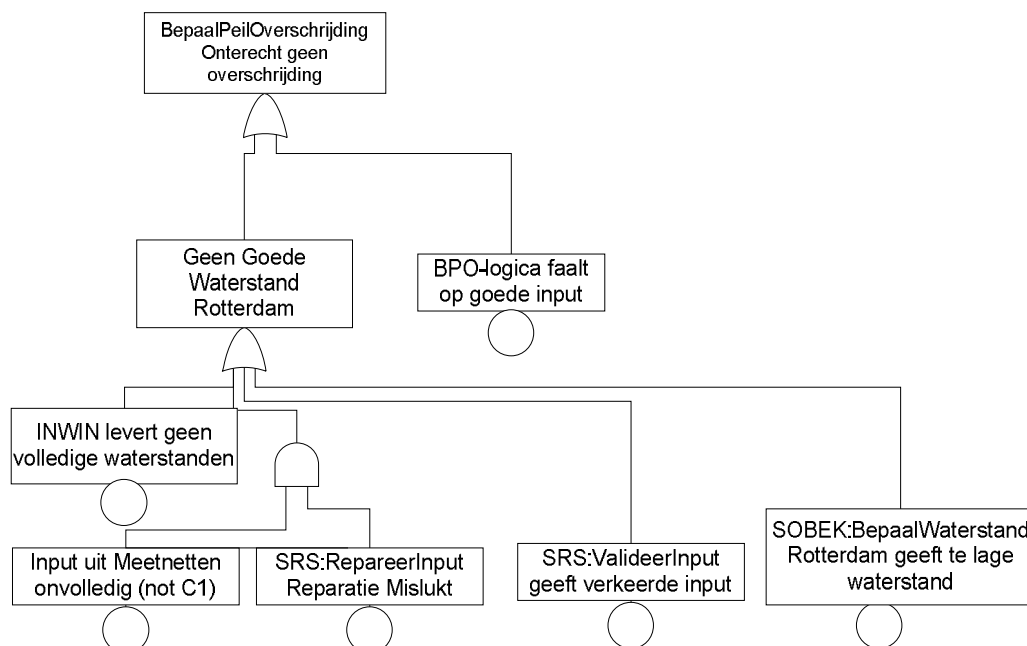 BepaalPeilOverschrijding
Onterecht geen
overschrijding
Geen Goede
Waterstand
Rotterdam
BPO-logica faalt
op goede input
INWIN levert geen
volledige waterstanden
Input uit Meetnetten
onvolledig (not C1)
SRS:RepareerInput
Reparatie Mislukt
SRS:ValideerInput
geeft verkeerde input
SOBEK:BepaalWaterstand
Rotterdam geeft te lage
waterstand